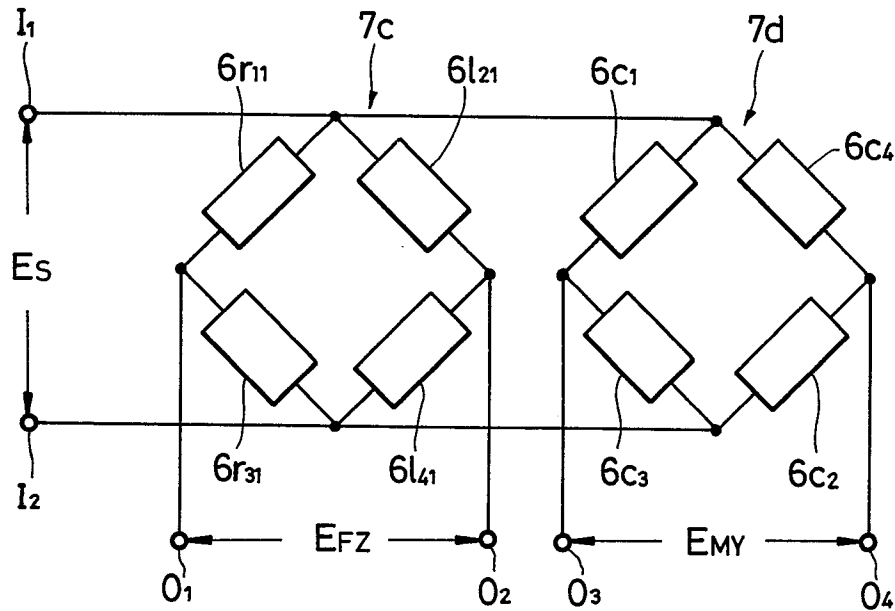 I1
7c
7d
6r11
6l21
6c1
6c4
ES
6r31
6l41
6c3
6c2
I2
EFZ
EMY
O1
O2
O3
O4